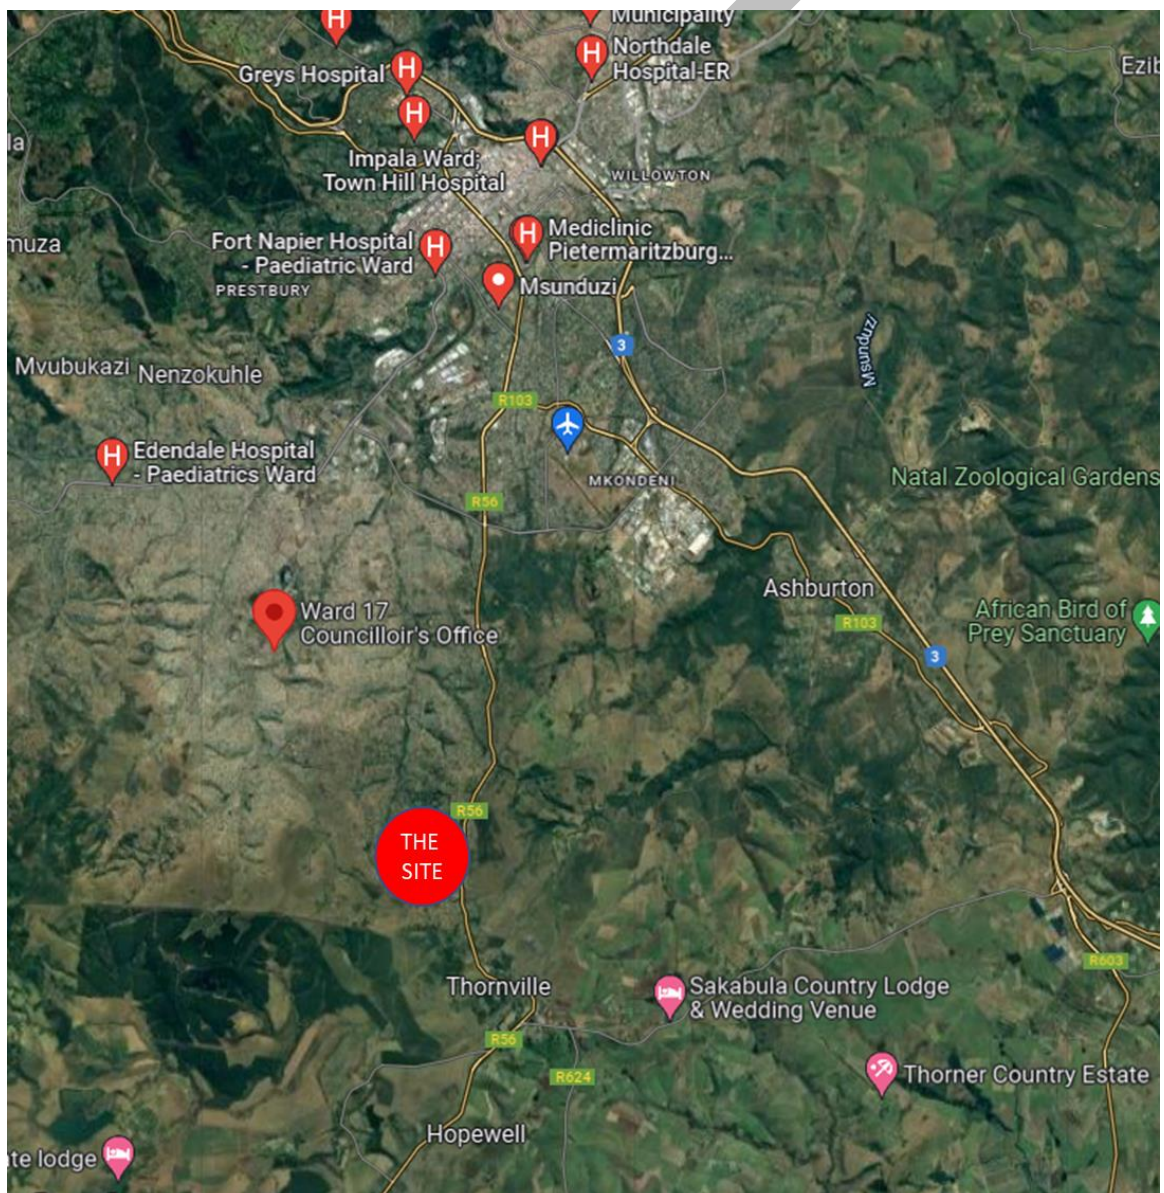 Municipality
H
H
Northdale
Hospital-ER
Greys Hospital
H
Ezib
H
H
la
Impala Ward;
Town Hill Hospital
WILLOWTON
muza
Fort Napier Hospital
- Paediatric Ward
H
H
Mediclinic
Pietermaritzburg...
PRESTBURY
Msunduzi
3
Msunduzi
Mvubukazi
Nenzokuhle
R103
H
Edendale Hospital
- Paediatrics Ward
MKONDENI
Natal Zoological Gardens
R56
Ashburton
Ward 17
Councilloir's Office
R103
African Bird of
Prey Sanctuary
3
R56
THE
SITE
R603
Thornville
Sakabula Country Lodge
& Wedding Venue
R56
R624
Thorner Country Estate
Hopewell
te lodge